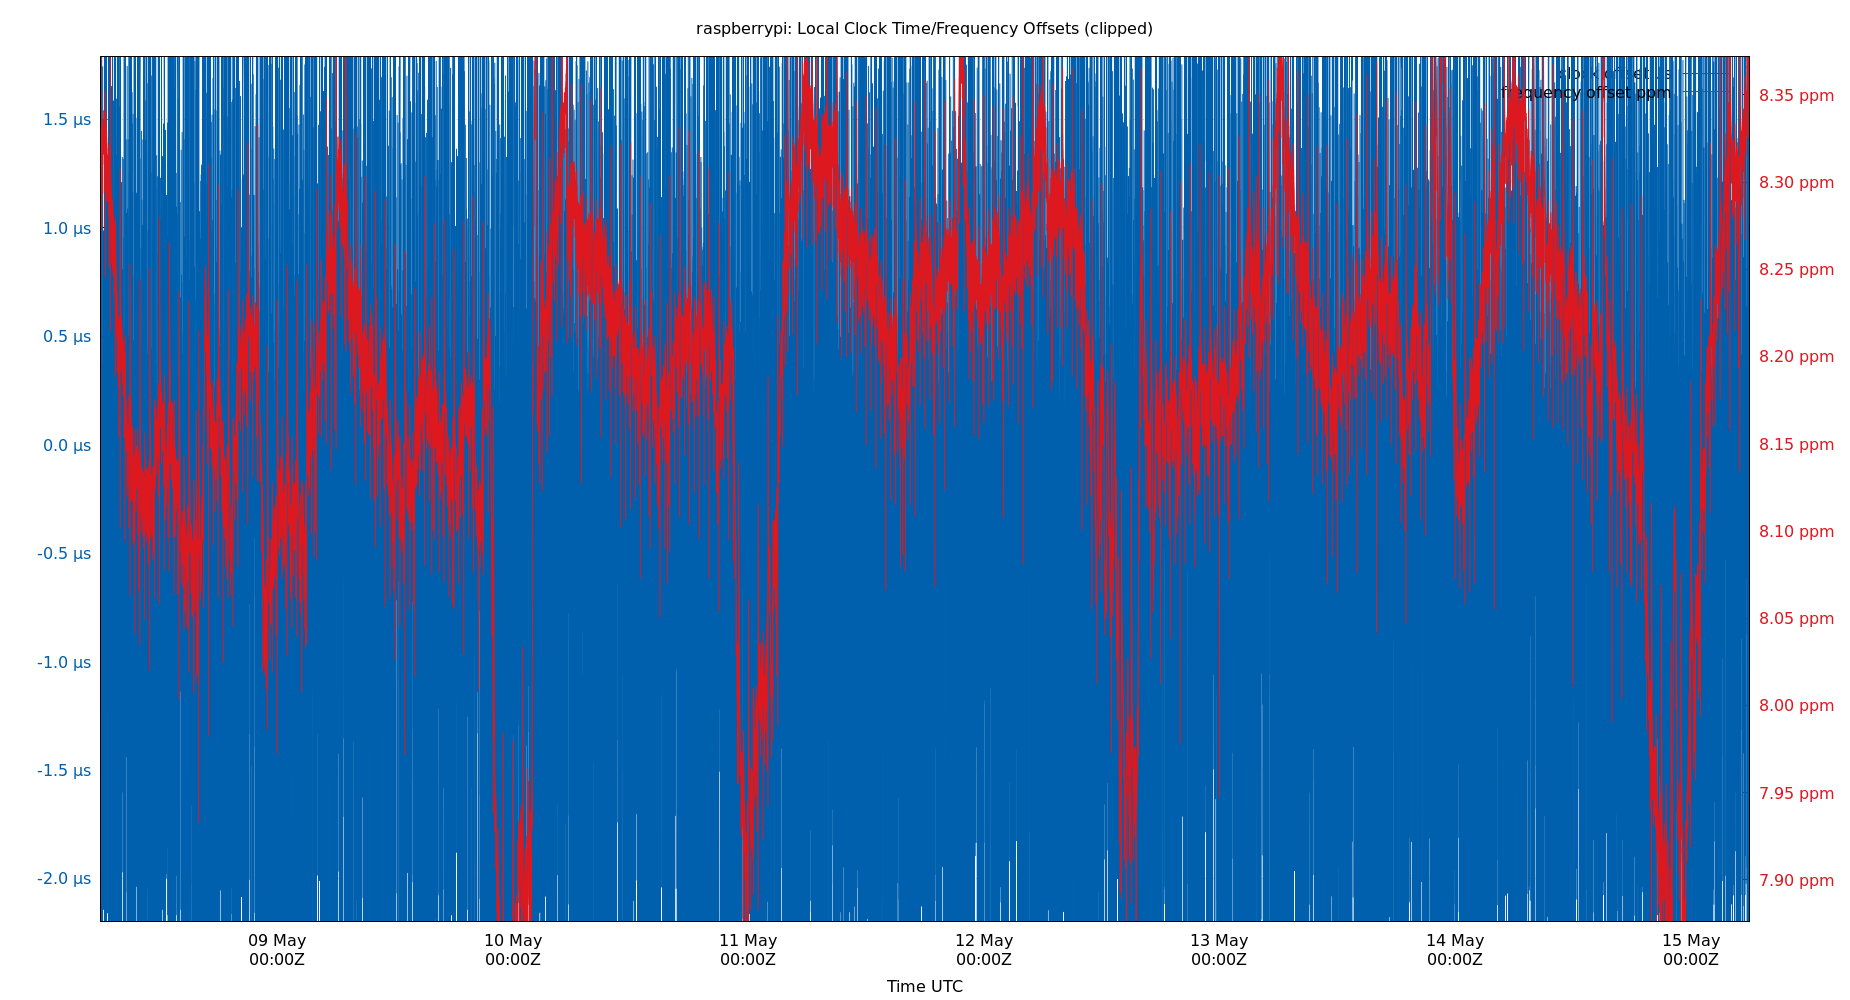 raspberrypi: Local Clock Time/Frequency Offsets (clipped)
clock offset µs
frequency offset ppm
1.5 µs
1.0 µs
0.5 µs
0.0 µs
-0.5 µs
-1.0 µs
-1.5 µs
-2.0 µs
8.35 ppm
8.30 ppm
8.25 ppm
8.20 ppm
8.15 ppm
8.10 ppm
8.05 ppm
8.00 ppm
7.95 ppm
7.90 ppm
09 May 10 May 11 May 12 May 13 May 14 May 15 May
00:00Z 00:00Z 00:00Z 00:00Z 00:00Z 00:00Z 00:00Z
Time UTC